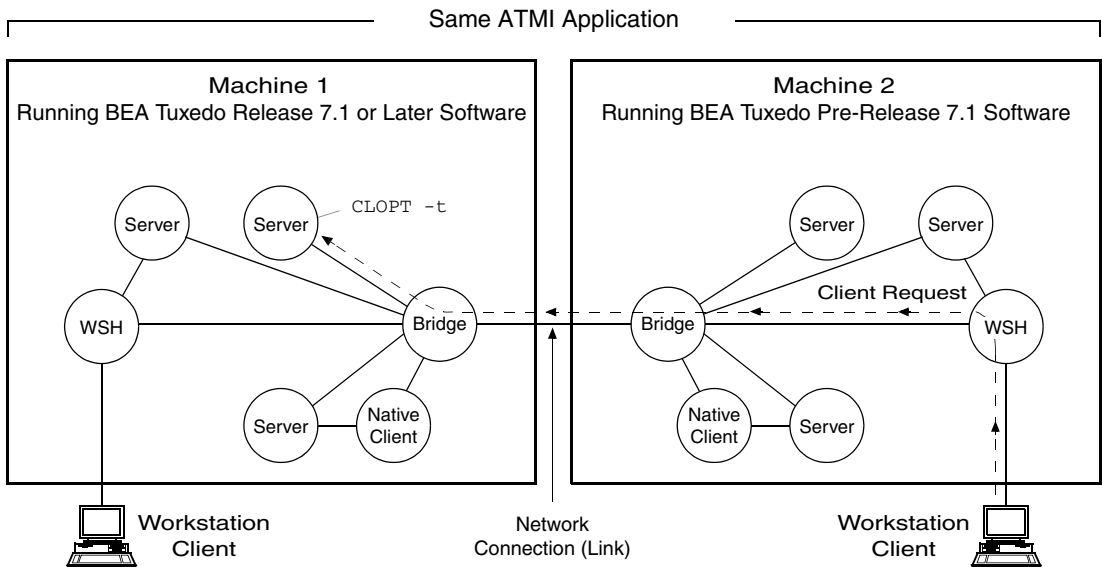 Same ATMI Application
Machine 1
Running BEA Tuxedo Release 7.1 or Later Software
Machine 2
Running BEA Tuxedo Pre-Release 7.1 Software
Server
Server
CLOPT -t
Server
Server
Client Request
WSH
Bridge
Bridge
WSH
Server
Native
Client
Native
Client
Server
Workstation
Client
Network
Connection (Link)
Workstation
Client